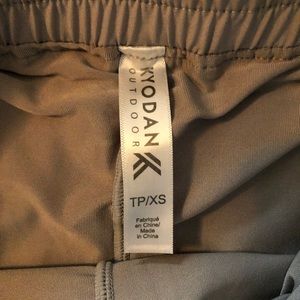 KYODAN
OUTDOOR
TP/XS
Fabriqué
en Chine/
Made
in China